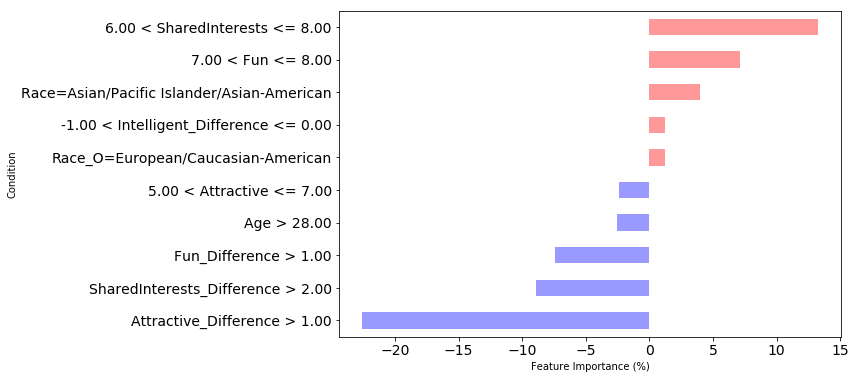 6.00 < SharedInterests <= 8.00
7.00 < Fun <= 8.00
Race=Asian/Pacific Islander/Asian-American
-1.00 < Intelligent_Difference <= 0.00
Race_O=European/Caucasian-American
5.00 < Attractive <= 7.00
Age > 28.00
Fun_Difference > 1.00
SharedInterests_Difference > 2.00
Attractive_Difference > 1.00
Condition
−20 −15 −10 −5 0 5 10 15
Feature Importance (%)